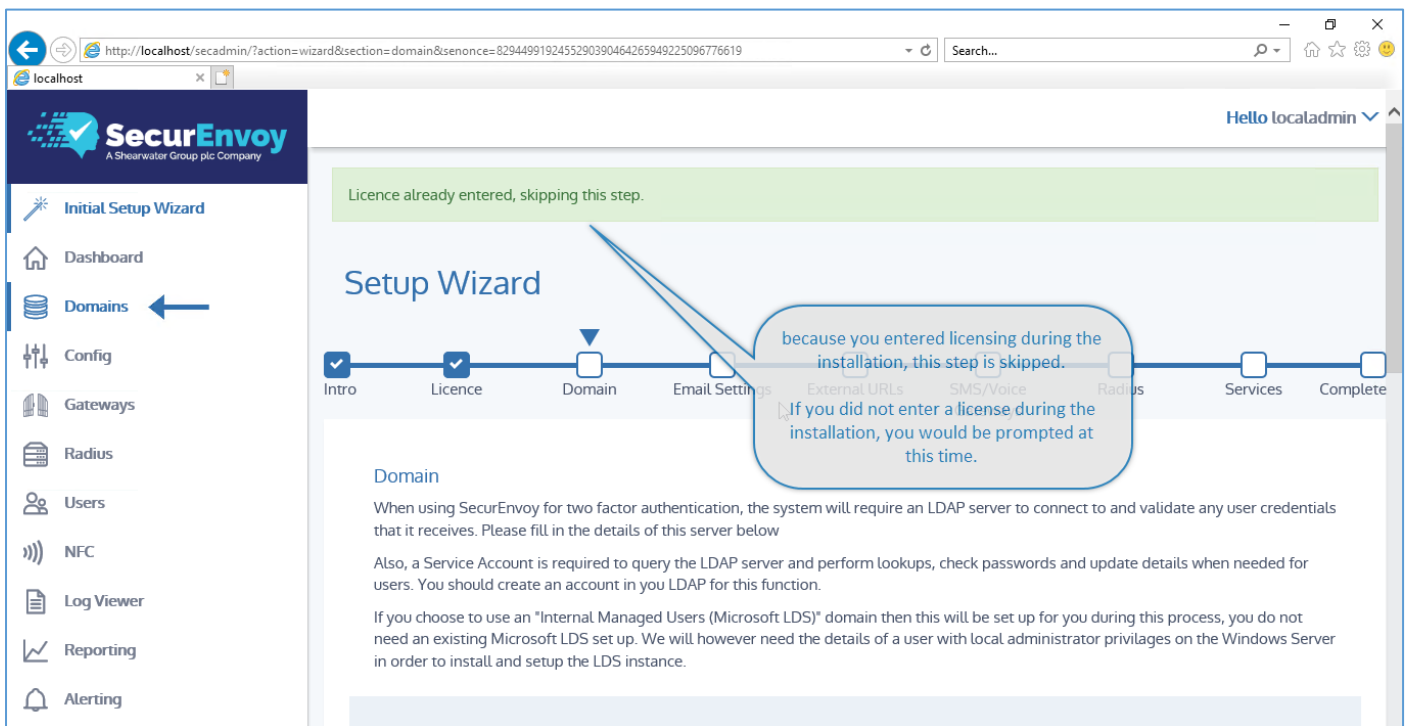 http://localhost/secadmin/?action=wizard&section=domain&senonce=82944991924552903904642659492250967​76619
Search...
localhost
SecurEnvoy
A Shearwater Group plc Company
Hello localadmin
Initial Setup Wizard
Dashboard
Domains
Config
Gateways
Radius
Users
NFC
Log Viewer
Reporting
Alerting
Licence already entered, skipping this step.
Setup Wizard
because you entered licensing during the
installation, this step is skipped.
If you did not enter a license during the
installation, you would be prompted at
this time.
Intro Licence Domain Email Settings External URLs SMS/Voice Radius Services Complete
Domain
When using SecurEnvoy for two factor authentication, the system will require an LDAP server to connect to and validate any user credentials
that it receives. Please fill in the details of this server below
Also, a Service Account is required to query the LDAP server and perform lookups, check passwords and update details when needed for
users. You should create an account in you LDAP for this function.
If you choose to use an "Internal Managed Users (Microsoft LDS)" domain then this will be set up for you during this process, you do not
need an existing Microsoft LDS set up. We will however need the details of a user with local administrator privilages on the Windows Server
in order to install and setup the LDS instance.